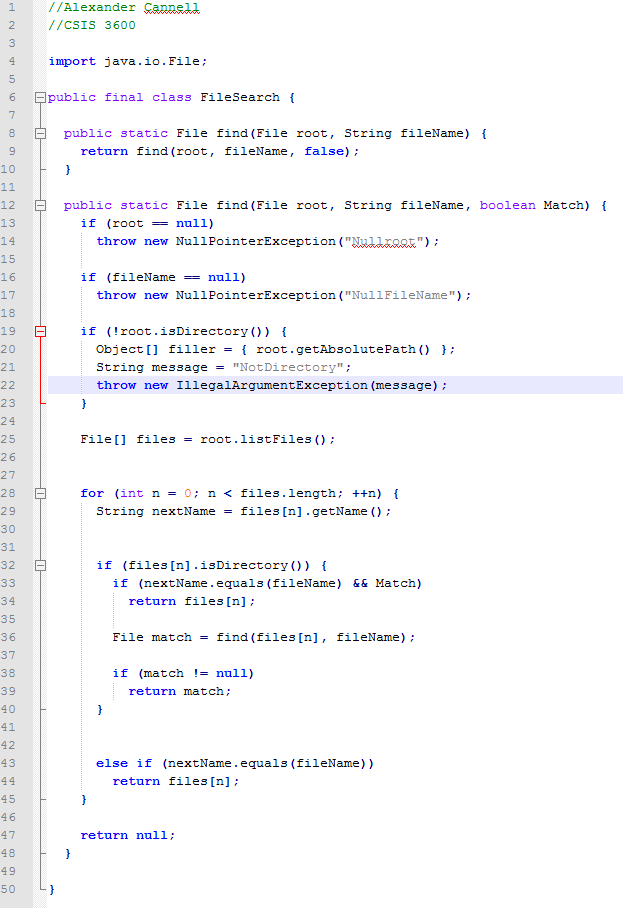 1 //Alexander Cannell
2 //CSIS 3600
3
4 import java.io.File;
5
6 public final class FileSearch {
7
8 public static File find(File root, String fileName) {
9 return find(root, fileName, false);
10 }
11
12 public static File find(File root, String fileName, boolean Match) {
13 if (root == null)
14 throw new NullPointerException("Nullroot");
15
16 if (fileName == null)
17 throw new NullPointerException("NullFileName");
18
19 if (!root.isDirectory()) {
20 Object[] filler = { root.getAbsolutePath() };
21 String message = "NotDirectory";
22 throw new IllegalArgumentException(message);
23 }
24
25 File[] files = root.listFiles();
26
27
28 for (int n = 0; n < files.length; ++n) {
29 String nextName = files[n].getName();
30
31
32 if (files[n].isDirectory()) {
33 if (nextName.equals(fileName) && Match)
34 return files[n];
35
36 File match = find(files[n], fileName);
37
38 if (match != null)
39 return match;
40 }
41
42
43 else if (nextName.equals(fileName))
44 return files[n];
45 }
46
47 return null;
48 }
49
50 }